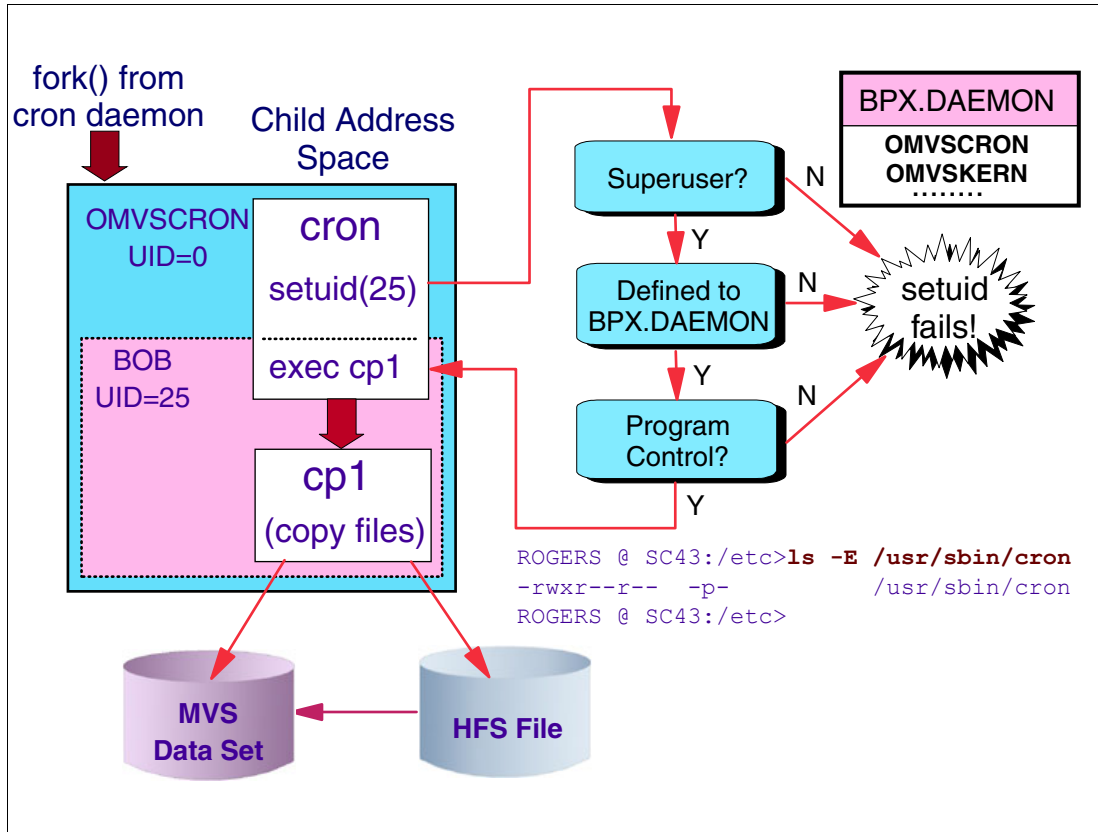 fork() from
cron daemon
Child Address
Space
OMVSCRON
UID=0
cron
setuid(25)
BOB
UID=25
exec cp1
cp1
(copy files)
MVS
Data Set
HFS File
Superuser?
N
Y
Defined to
BPX.DAEMON
N
Y
Program
Control?
N
Y
setuid
fails!
BPX.DAEMON
OMVSCRON
OMVSKERN
........
ROGERS @ SC43:/etc>ls -E /usr/sbin/cron
-rwxr--r-- -p- /usr/sbin/cron
ROGERS @ SC43:/etc>